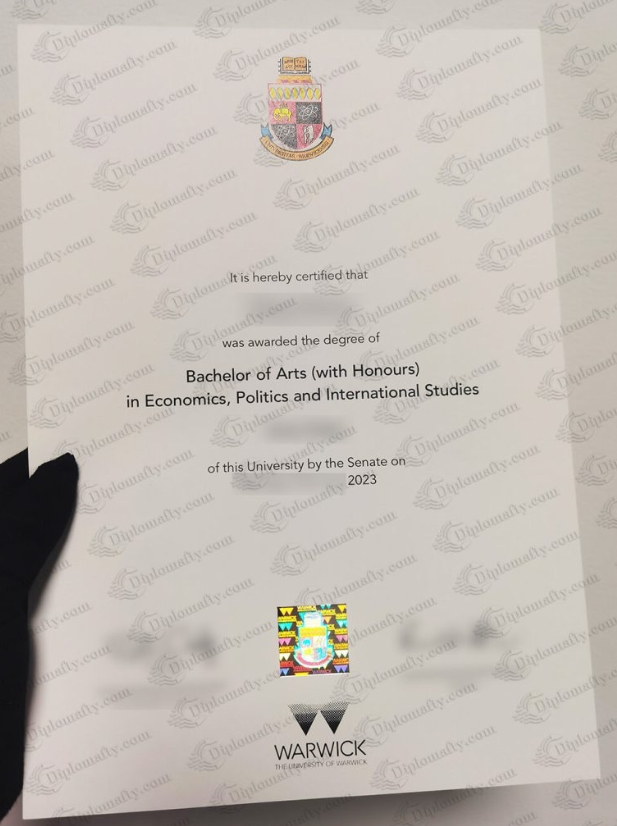 It is hereby certified that
was awarded the degree of
Bachelor of Arts (with Honours)
in Economics, Politics and International Studies
of this University by the Senate on
2023
WARWICK
THE UNIVERSITY OF WARWICK
Diplomafty.com